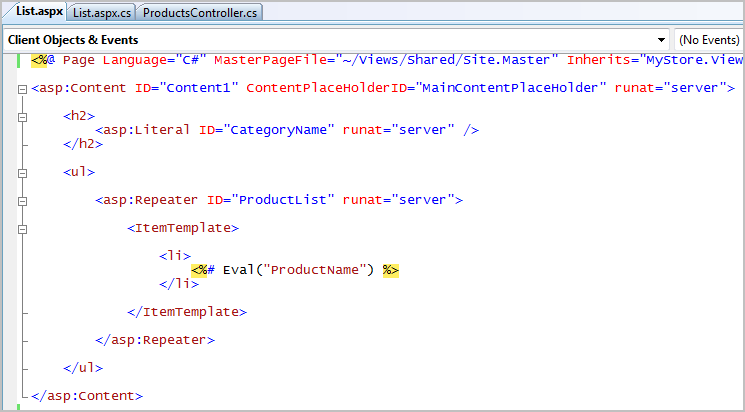 List.aspx List.aspx.cs ProductsController.cs
Client Objects & Events (No Events)
<%@ Page Language="C#" MasterPageFile="~/Views/Shared/Site.Master" Inherits="MyStore.View
<asp:Content ID="Content1" ContentPlaceHolderID="MainContentPlaceHolder" runat="server">
<h2>
<asp:Literal ID="CategoryName" runat="server" />
</h2>
<ul>
<asp:Repeater ID="ProductList" runat="server">
<ItemTemplate>
<li>
<%# Eval("ProductName") %>
</li>
</ItemTemplate>
</asp:Repeater>
</ul>
</asp:Content>